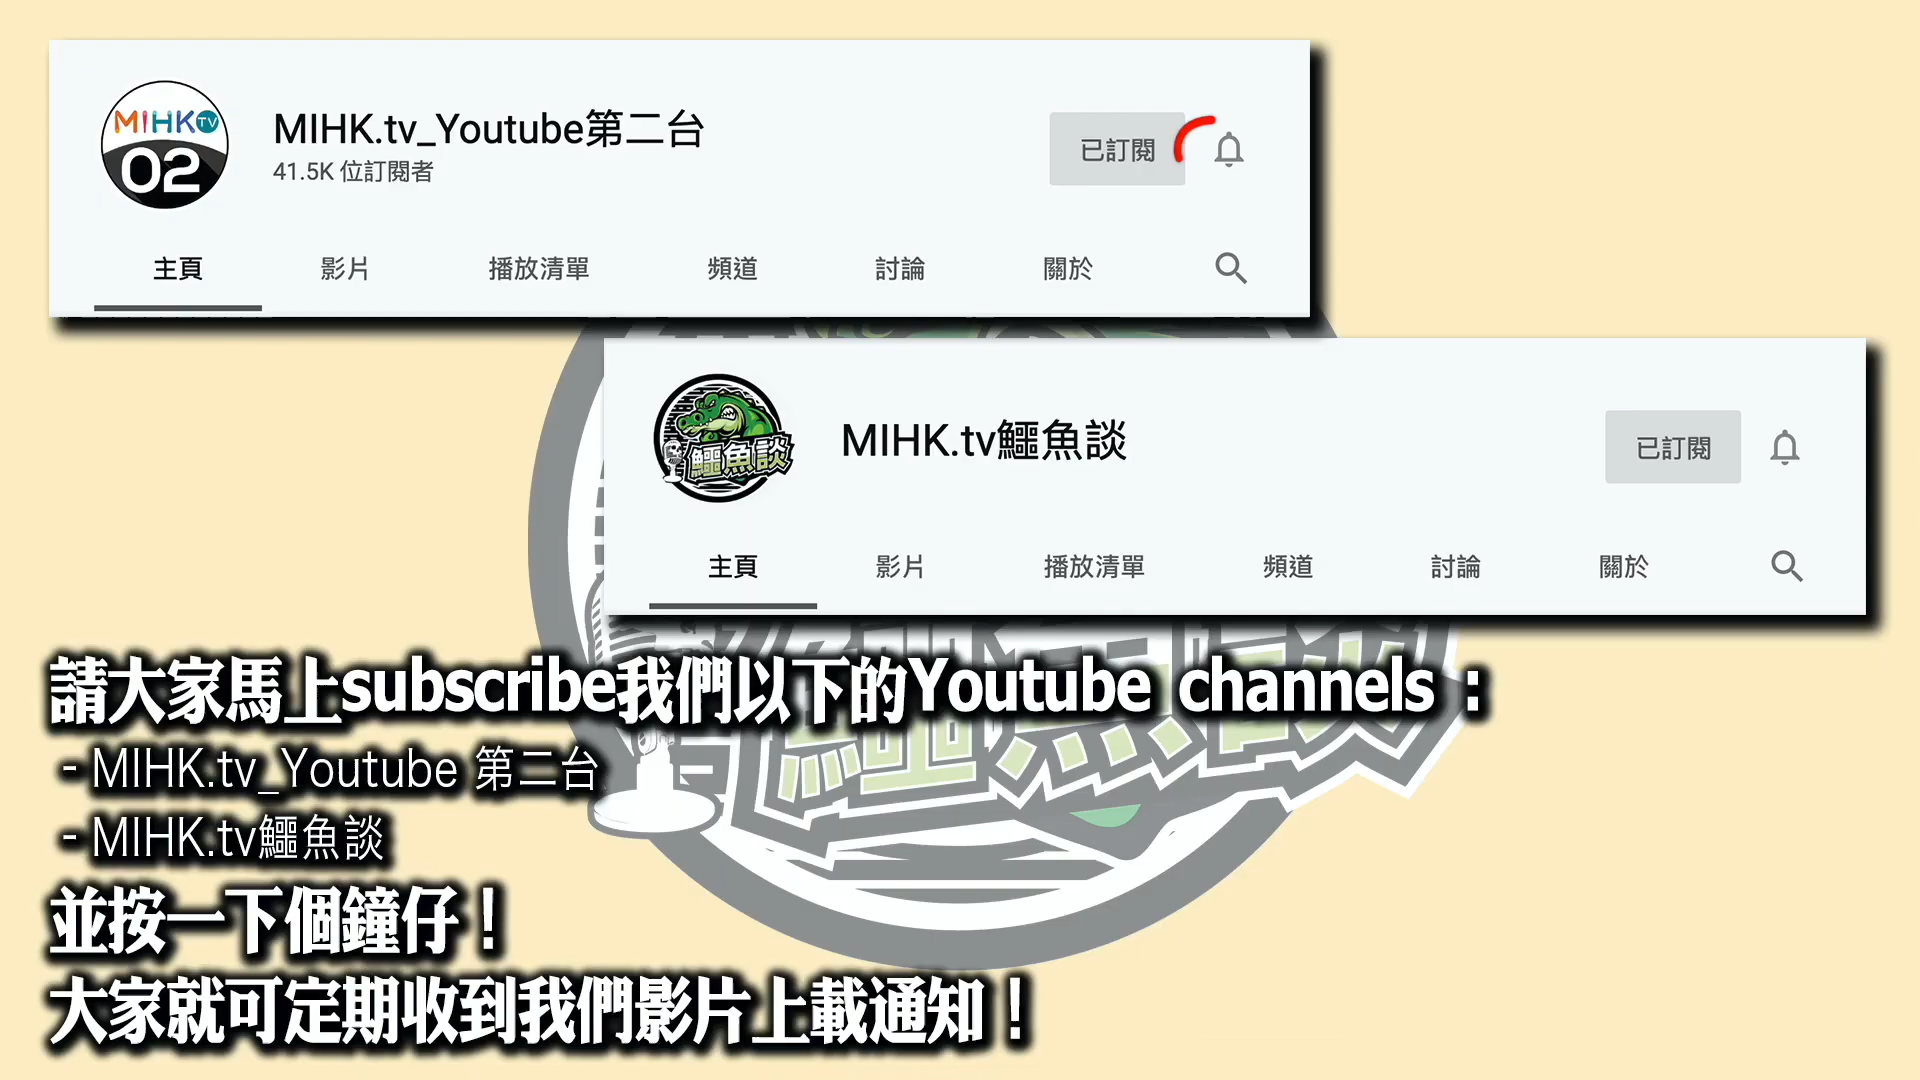 MIHK TV
02
MIHK.tv_Youtube第二台
41.5K 位訂閱者
已訂閱
主頁 影片 播放清單 頻道 討論 關於
鱷魚談
MIHK.tv鱷魚談
已訂閱
主頁 影片 播放清單 頻道 討論 關於
請大家馬上subscribe我們以下的Youtube channels：
- MIHK.tv_Youtube 第二台
- MIHK.tv鱷魚談
並按一下個鐘仔！
大家就可定期收到我們影片上載通知！
鱷魚談